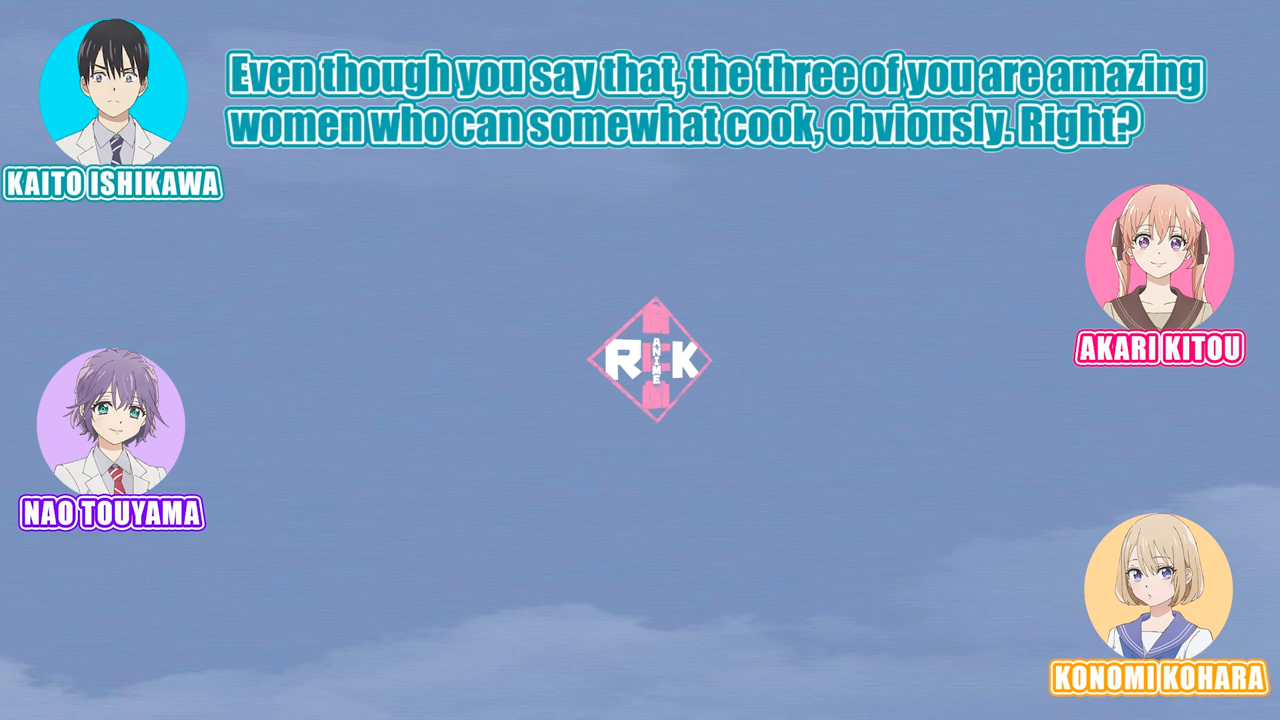 Even though you say that, the three of you are amazing
women who can somewhat cook, obviously. Right?
KAITO ISHIKAWA
AKARI KITOU
R ANIME K
NAO TOUYAMA
KONOMI KOHARA